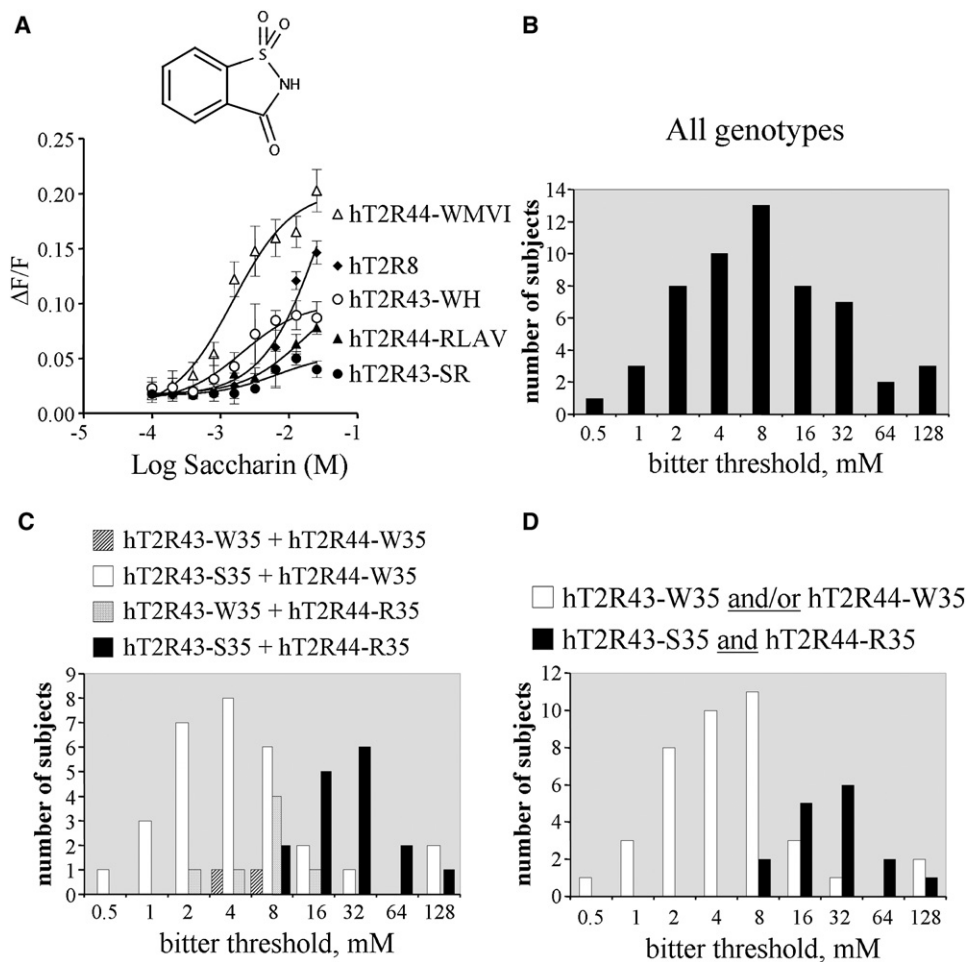 A
O
O
S
NH
O
0.25
0.20
0.15
0.10
0.05
0.00
ΔF/F
-4
-3
-2
-1
Log Saccharin (M)
hT2R44-WMVI
hT2R8
hT2R43-WH
hT2R44-RLAV
hT2R43-SR
B
All genotypes
14
12
10
8
6
4
2
0
number of subjects
0.5 1 2 4 8 16 32 64 128
bitter threshold, mM
C
hT2R43-W35 + hT2R44-W35
hT2R43-S35 + hT2R44-W35
hT2R43-W35 + hT2R44-R35
hT2R43-S35 + hT2R44-R35
9
8
7
6
5
4
3
2
1
0
number of subjects
0.5 1 2 4 8 16 32 64 128
bitter threshold, mM
D
hT2R43-W35 and/or hT2R44-W35
hT2R43-S35 and hT2R44-R35
12
10
8
6
4
2
0
number of subjects
0.5 1 2 4 8 16 32 64 128
bitter threshold, mM